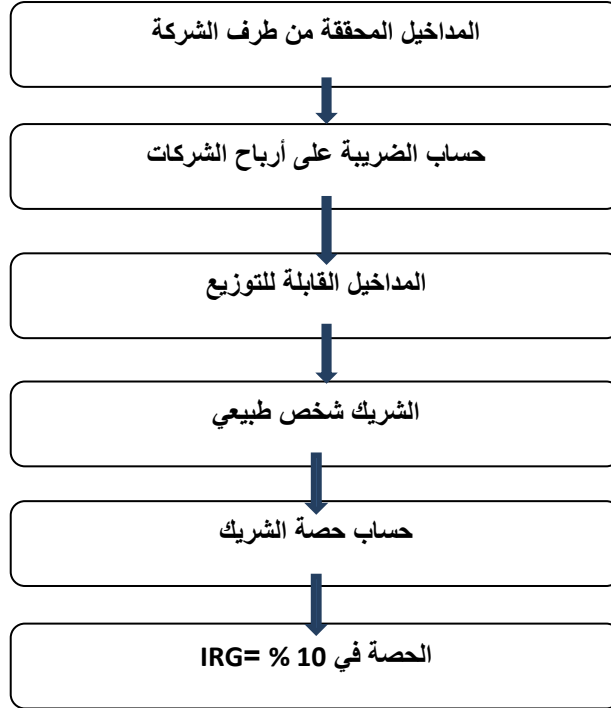 المداخيل المحققة من طرف الشركة
حساب الضريبة على أرباح الشركات
المداخيل القابلة للتوزيع
الشريك شخص طبيعي
حساب حصة الشريك
الحصة في 10 % =IRG